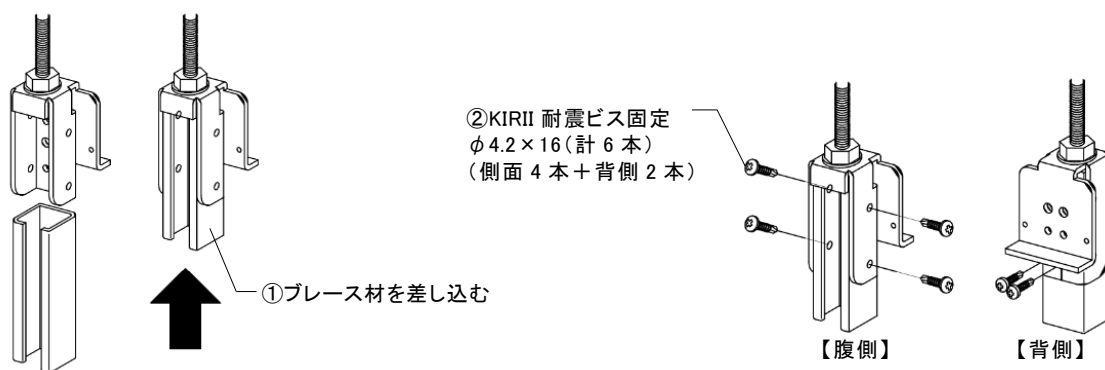 ②KIRII 耐震ビス固定
φ4.2×16(計 6 本)
(側面 4 本＋背側 2 本)
①ブレース材を差し込む
【腹側】
【背側】